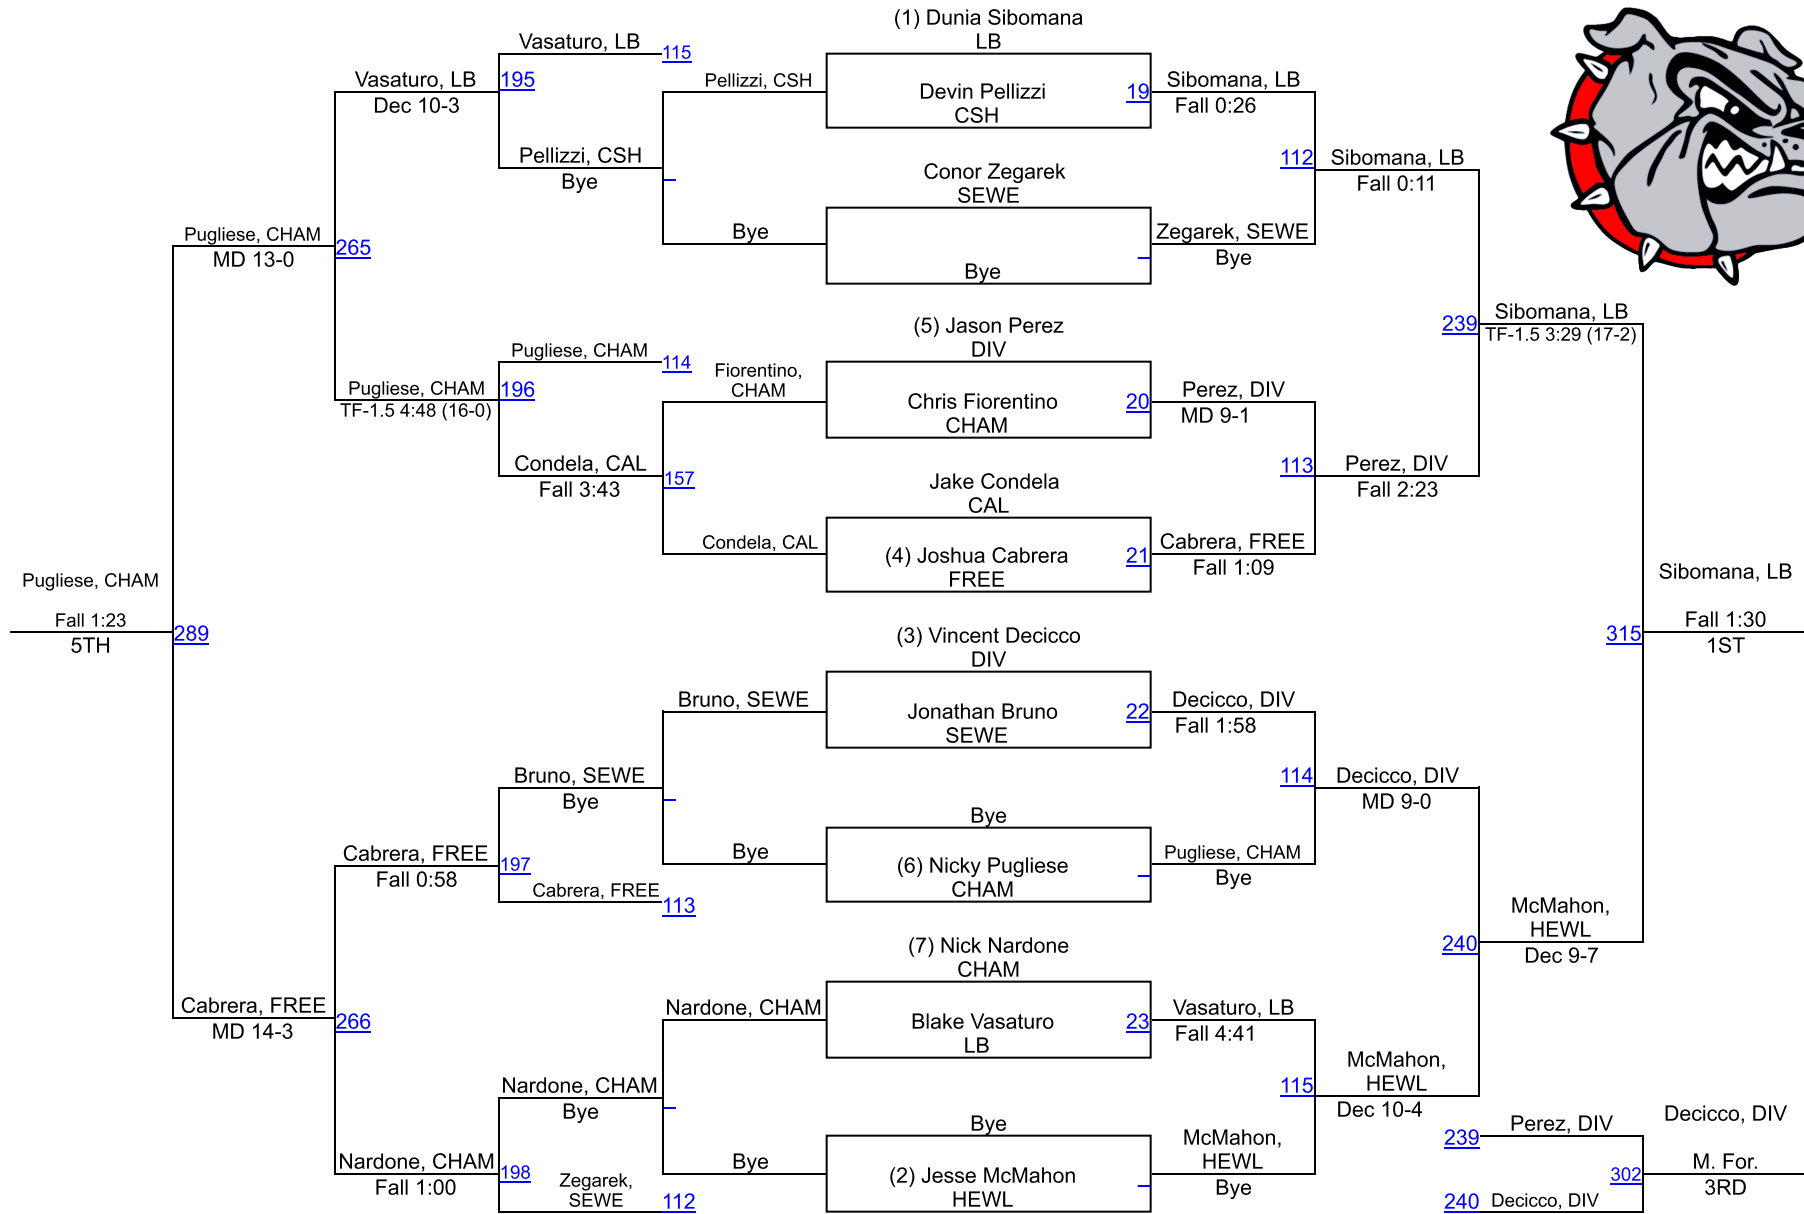 (1) Dunia Sibomana
LB
Vasaturo, LB
115
Vasaturo, LB
195
Dec 10-3
Pellizzi, CSH
Devin Pellizzi
CSH
19
Sibomana, LB
Fall 0:26
Pellizzi, CSH
Bye
Conor Zegarek
SEWE
112
Sibomana, LB
Fall 0:11
Pugliese, CHAM
MD 13-0
265
Bye
Bye
Zegarek, SEWE
Bye
(5) Jason Perez
DIV
239
Sibomana, LB
TF-1.5 3:29 (17-2)
Pugliese, CHAM
114
Pugliese, CHAM
196
TF-1.5 4:48 (16-0)
Fiorentino,
CHAM
Chris Fiorentino
CHAM
20
Perez, DIV
MD 9-1
Condela, CAL
Fall 3:43
157
Jake Condela
CAL
113
Perez, DIV
Fall 2:23
Condela, CAL
(4) Joshua Cabrera
FREE
21
Cabrera, FREE
Fall 1:09
Pugliese, CHAM
Fall 1:23
5TH
289
Sibomana, LB
315
Fall 1:30
1ST
(3) Vincent Decicco
DIV
Bruno, SEWE
Jonathan Bruno
SEWE
22
Decicco, DIV
Fall 1:58
Bruno, SEWE
Bye
114
Decicco, DIV
MD 9-0
Bye
Cabrera, FREE
Fall 0:58
197
Cabrera, FREE
113
Bye
(6) Nicky Pugliese
CHAM
Pugliese, CHAM
Bye
McMahon,
HEWL
240
Dec 9-7
(7) Nick Nardone
CHAM
Cabrera, FREE
MD 14-3
266
Nardone, CHAM
Blake Vasaturo
LB
23
Vasaturo, LB
Fall 4:41
Nardone, CHAM
Bye
115
McMahon,
HEWL
Dec 10-4
Bye
Nardone, CHAM
Fall 1:00
198
Zegarek,
SEWE
112
Bye
(2) Jesse McMahon
HEWL
McMahon,
HEWL
Bye
239
Perez, DIV
Decicco, DIV
302
M. For.
3RD
240
Decicco, DIV